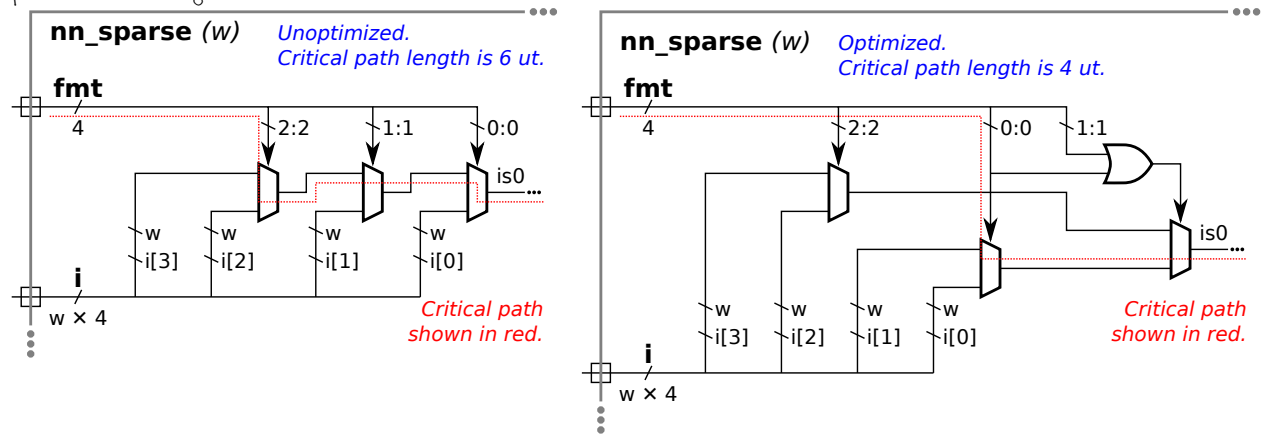 nn_sparse (w)
Unoptimized.
Critical path length is 6 ut.
fmt
4
2:2
1:1
0:0
is0
w
w
w
w
i[3]
i[2]
i[1]
i[0]
i
w × 4
Critical path
shown in red.
nn_sparse (w)
Optimized.
Critical path length is 4 ut.
fmt
4
2:2
0:0
1:1
is0
w
w
w
w
i[3]
i[2]
i[1]
i[0]
i
w × 4
Critical path
shown in red.